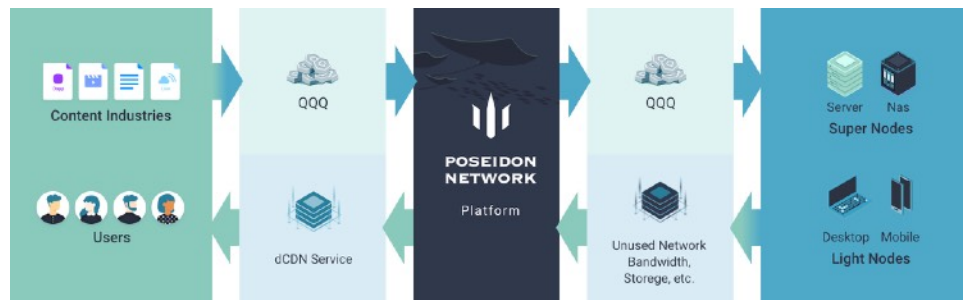 Content Industries
Users
QQQ
dCDN Service
POSEIDON
NETWORK
Platform
QQQ
Unused Network
Bandwidth,
Storege, etc.
Server Nas
Super Nodes
Desktop Mobile
Light Nodes